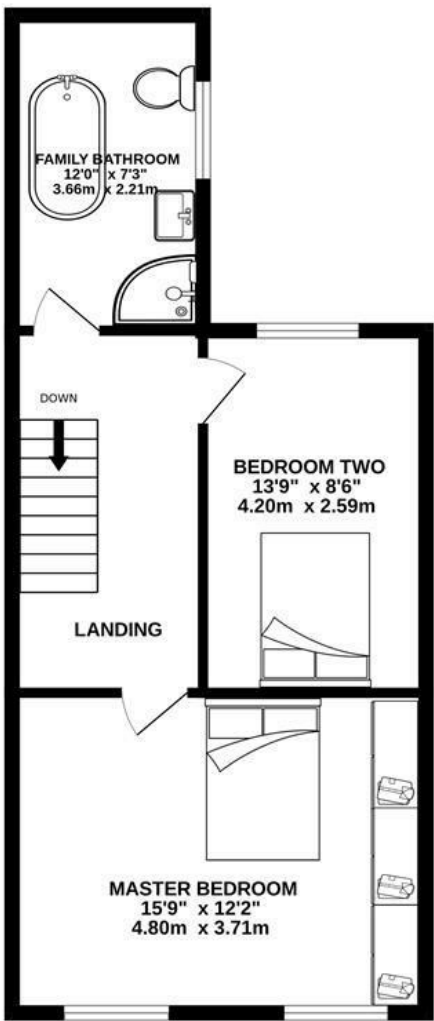 FAMILY BATHROOM
12'0" x 7'3"
3.66m x 2.21m
DOWN
BEDROOM TWO
13'9" x 8'6"
4.20m x 2.59m
LANDING
MASTER BEDROOM
15'9" x 12'2"
4.80m x 3.71m